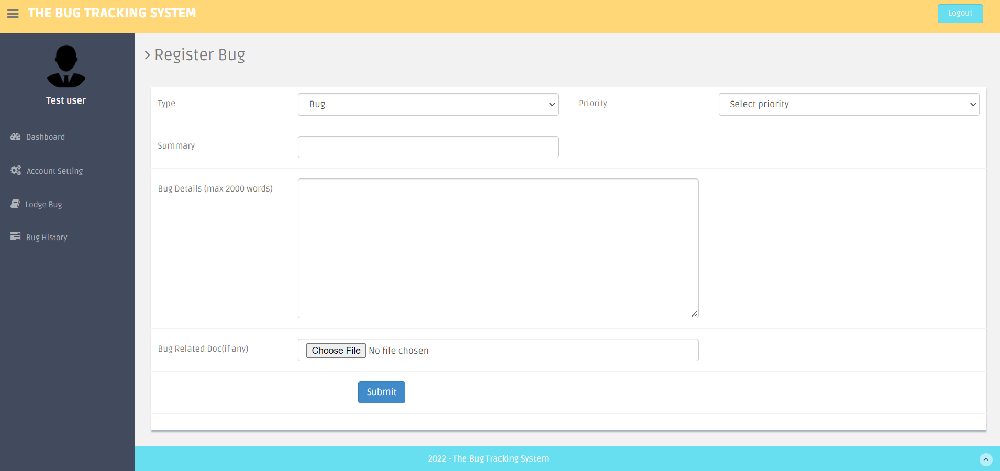 THE BUG TRACKING SYSTEM
Logout
Test user
Dashboard
Account Setting
Lodge Bug
Bug History
Register Bug
Type
Bug
Priority
Select priority
Summary
Bug Details (max 2000 words)
Bug Related Doc(if any)
Choose File No file chosen
Submit
2022 - The Bug Tracking System